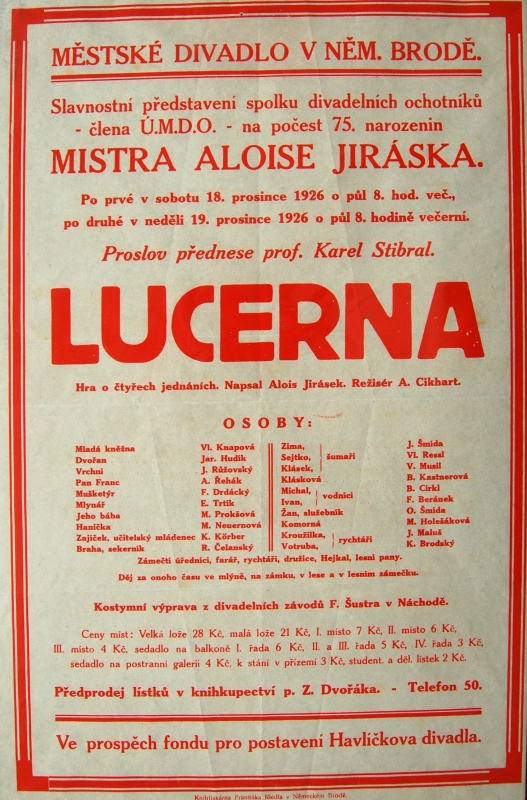 MĚSTSKÉ DIVADLO V NĚM. BRODĚ.
Slavnostní představení spolku divadelních ochotníků
- člena Ú.M.D.O. - na počest 75. narozenin
MISTRA ALOISE JIRÁSKA.
Po prvé v sobotu 18. prosince 1926 o půl 8. hod. več.,
po druhé v neděli 19. prosince 1926 o půl 8. hodině večerní.
Proslov přednese prof. Karel Stibral.
LUCERNA
Hra o čtyřech jednáních. Napsal Alois Jirásek. Režisér A. Cikhart.
OSOBY:
Mladá kněžna Vl. Knapová
Dvořan Jar. Hudik
Vrchní J. Růžovský
Pan Franc A. Řehák
Mušketýr F. Drdácký
Mlynář E. Trtík
Jeho bába M. Prokšová
Hanička M. Neuernová
Zajíček, učitelský mládenec K. Körber
Braha, sekerník R. Čelanský
Zima, J. Šmida
Sejtko, šumaři Vl. Ressl
Klásek, V. Musil
Klásková B. Kastnerová
Michal, B. Cirkl
Ivan, vodníci F. Beránek
Žan, služebník O. Šmida
Komorná M. Holešáková
Kroužilka, J. Maluš
Votruba, rychtáři K. Brodský
Zámečtí úředníci, farář, rychtáři, družice, Hejkal, lesní pany.
Děj za onoho času ve mlýně, na zámku, v lese a v lesním zámečku.
Kostymní výprava z divadelních závodů F. Šustra v Náchodě.
Ceny míst: Velká lože 28 Kč, malá lože 21 Kč, I. místo 7 Kč, II. místo 6 Kč,
III. místo 4 Kč, sedadlo na balkoně I. řada 6 Kč, II. a III. řada 5 Kč, IV. řada 3 Kč,
sedadlo na postranní galerii 4 Kč, k stání v přízemí 3 Kč, student. a děl. lístek 2 Kč.
Předprodej lístků v knihkupectví p. Z. Dvořáka. - Telefon 50.
Ve prospěch fondu pro postavení Havlíčkova divadla.
Knihtiskárna Františka Riedla v Německém Brodě.